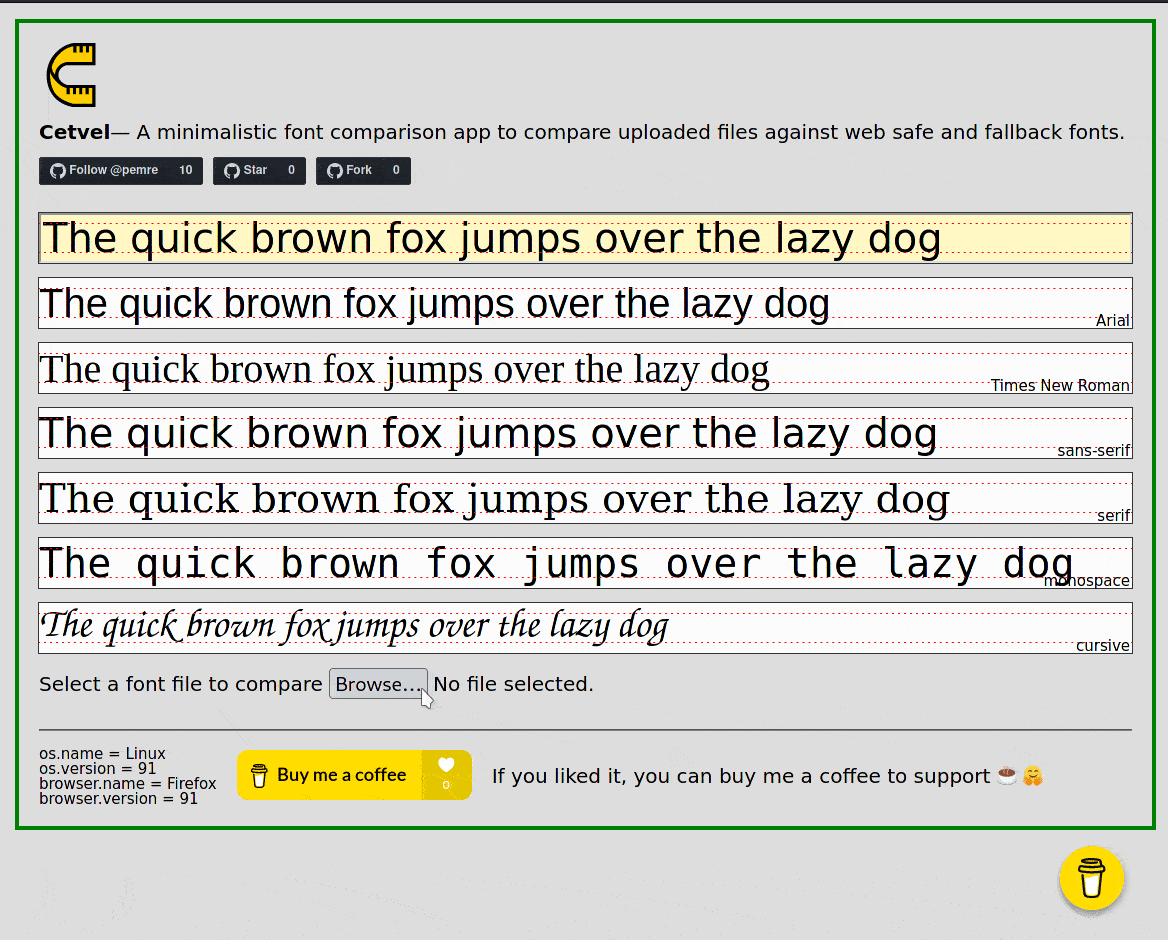 Cetvel— A minimalistic font comparison app to compare uploaded files against web safe and fallback fonts.
Follow @pemre 10 Star 0 Fork 0
The quick brown fox jumps over the lazy dog
The quick brown fox jumps over the lazy dog
Arial
The quick brown fox jumps over the lazy dog
Times New Roman
The quick brown fox jumps over the lazy dog
sans-serif
The quick brown fox jumps over the lazy dog
serif
The quick brown fox jumps over the lazy dog
monospace
The quick brown fox jumps over the lazy dog
cursive
Select a font file to compare Browse... No file selected.
os.name = Linux
os.version = 91
browser.name = Firefox
browser.version = 91
Buy me a coffee 0
If you liked it, you can buy me a coffee to support ☕🤗